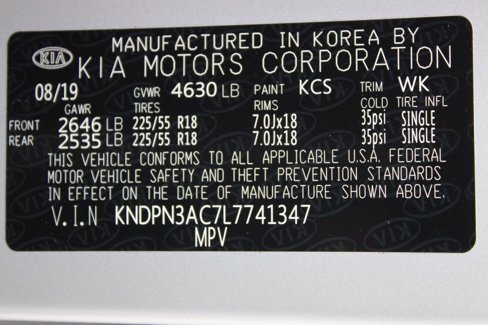 MANUFACTURED IN KOREA BY
KIA KIA MOTORS CORPORATION
08/19 GVWR 4630 LB PAINT KCS TRIM WK
GAWR TIRES RIMS COLD TIRE INFL
FRONT 2646 LB 225/55 R18 7.0Jx18 35psi SINGLE
REAR 2535 LB 225/55 R18 7.0Jx18 35psi SINGLE
THIS VEHICLE CONFORMS TO ALL APPLICABLE U.S.A. FEDERAL
MOTOR VEHICLE SAFETY AND THEFT PREVENTION STANDARDS
IN EFFECT ON THE DATE OF MANUFACTURE SHOWN ABOVE.
V.I.N KNDPN3AC7L7741347
MPV